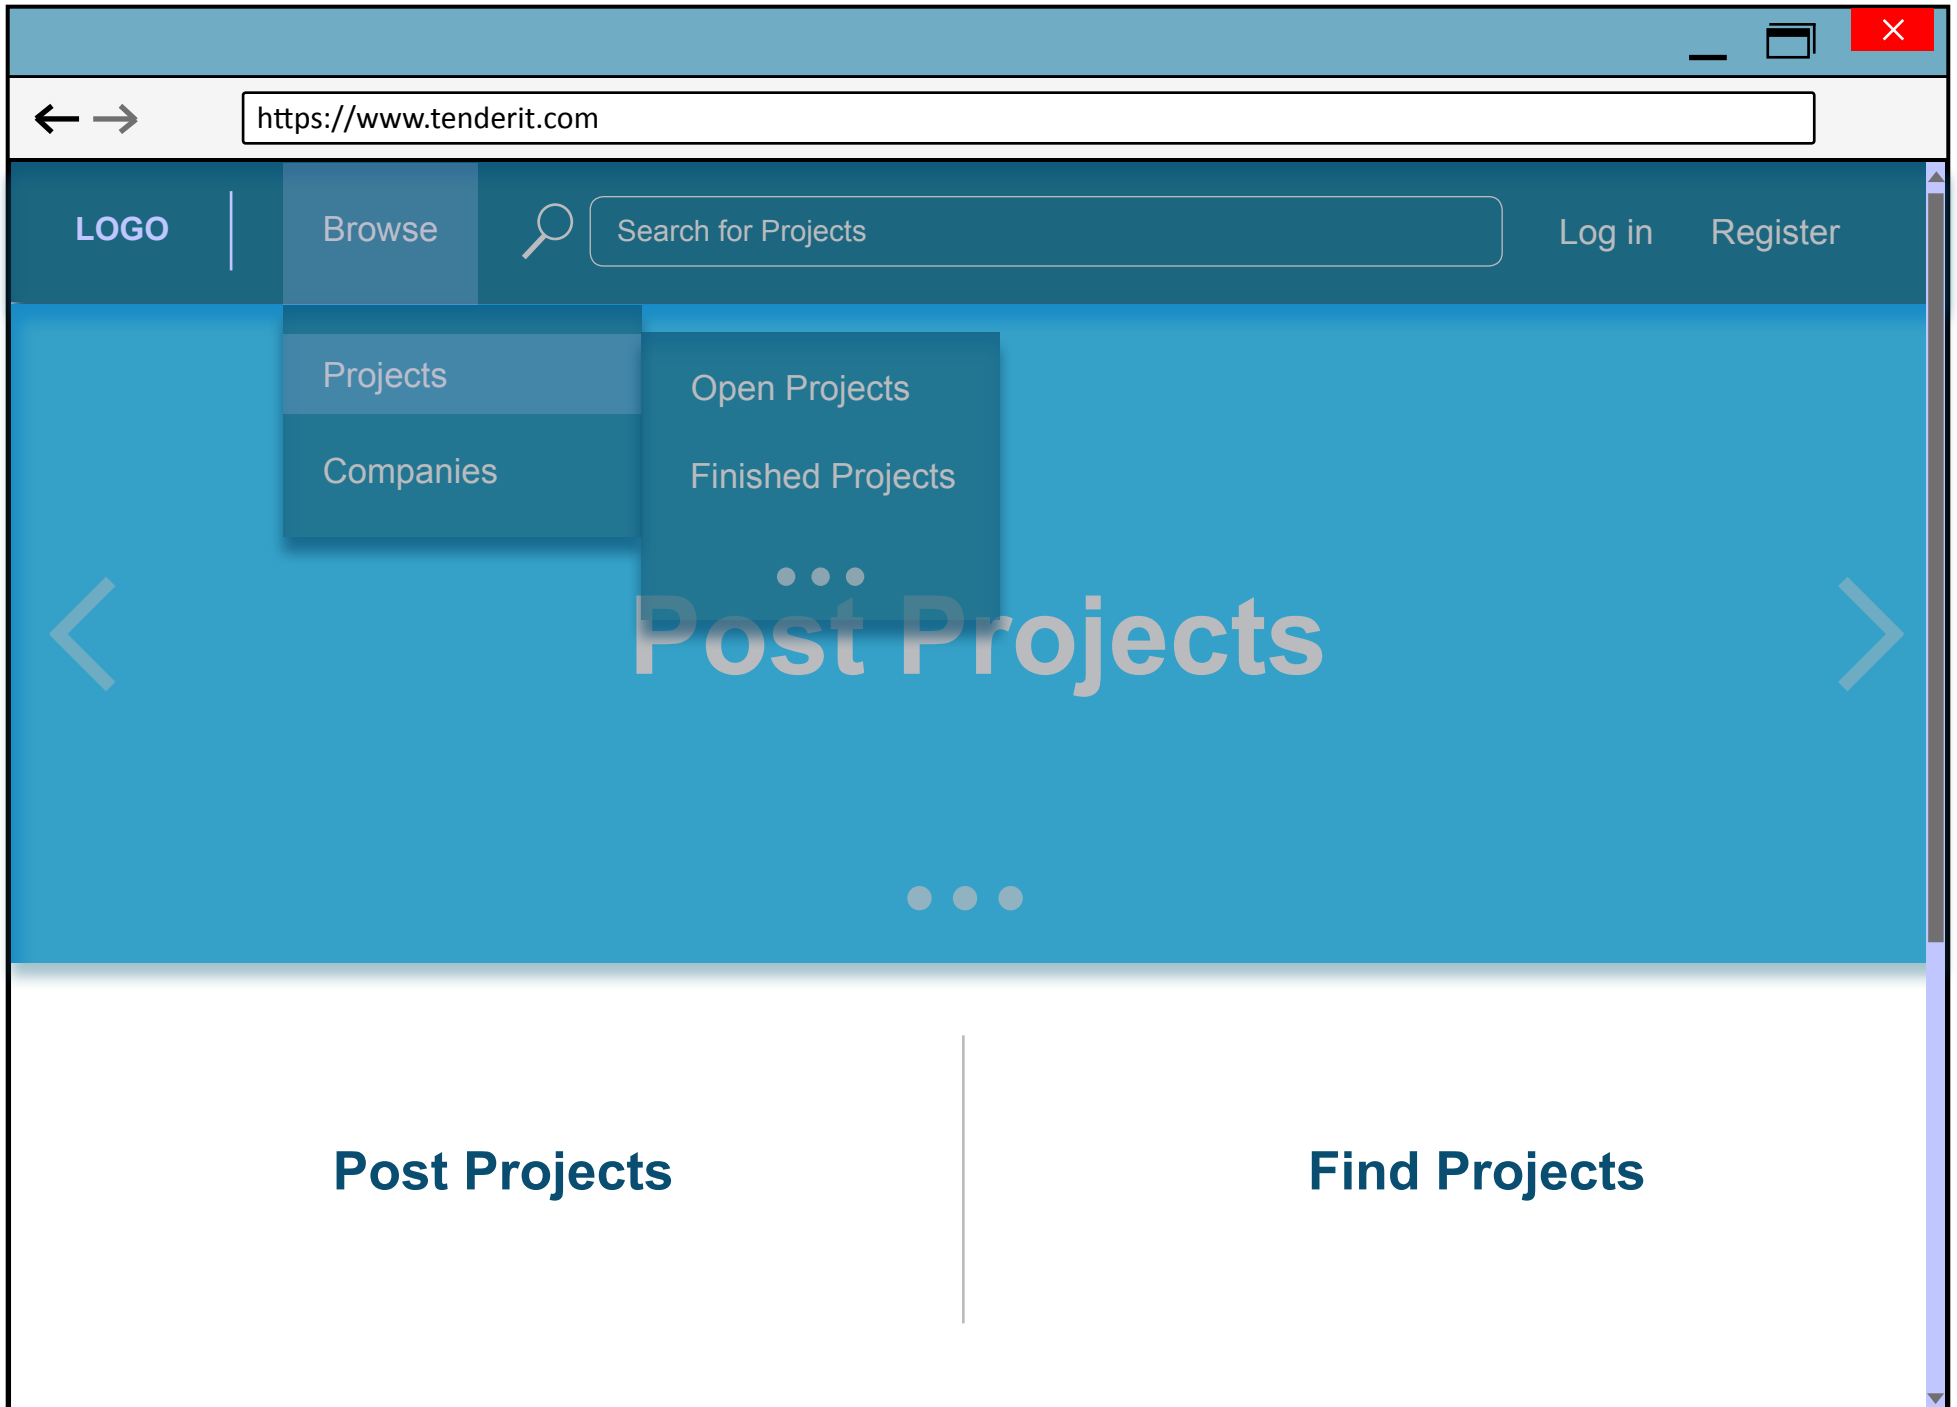 https://www.tenderit.com
LOGO
Browse
Search for Projects
Log in
Register
Projects
Open Projects
Companies
Finished Projects
Post Projects
Post Projects
Find Projects